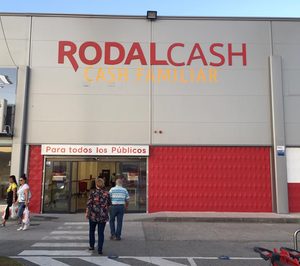 RODALCASH
CASH FAMILIAR
Para todos los Públicos